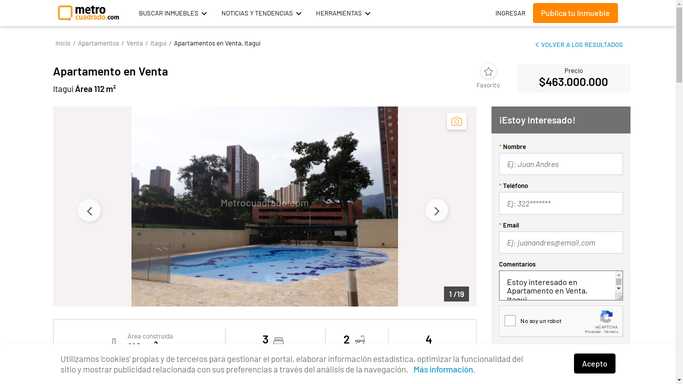 metro
cuadrado.com
BUSCAR INMUEBLES
NOTICIAS Y TENDENCIAS
HERRAMIENTAS
INGRESAR
Publica tu Inmueble
Inicio / Apartamentos / Venta / Itagui / Apartamentos en Venta, Itagui
VOLVER A LOS RESULTADOS
Apartamento en Venta
Itagui Área 112 m²
Favorito
Precio
$463.000.000
Metrocuadrado.com
1 /19
¡Estoy Interesado!
* Nombre
Ej: Juan Andres
* Teléfono
Ej: 322*******
* Email
Ej: juanandres@email.com
Comentarios
Estoy interesado en
Apartamento en Venta,
Itagui
No soy un robot
reCAPTCHA
Privacidad - Términos
Área construida
3
2
4
Utilizamos 'cookies' propias y de terceros para gestionar el portal, elaborar información estadística, optimizar la funcionalidad del
sitio y mostrar publicidad relacionada con sus preferencias a través del análisis de la navegación. Más información.
Acepto